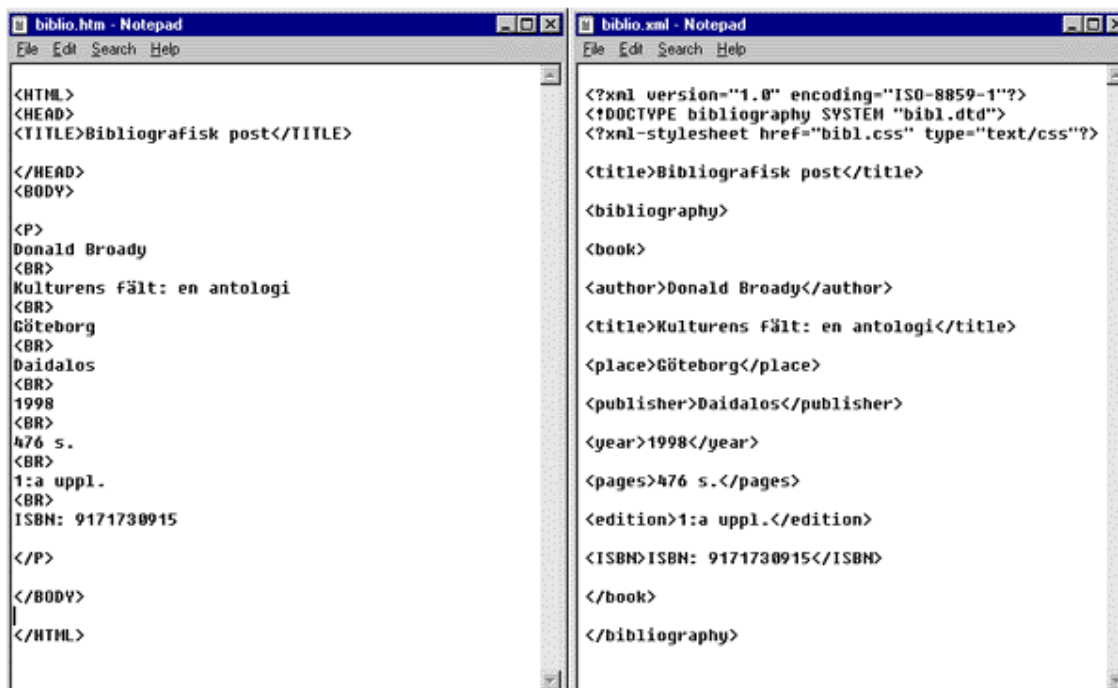 biblio.htm - Notepad
File Edit Search Help
<HTML>
<HEAD>
<TITLE>Bibliografisk post</TITLE>
</HEAD>
<BODY>
<P>
Donald Broady
<BR>
Kulturens fält: en antologi
<BR>
Göteborg
<BR>
Daidalos
<BR>
1998
<BR>
476 s.
<BR>
1:a uppl.
<BR>
ISBN: 9171730915
</P>
</BODY>
</HTML>
biblio.xml - Notepad
File Edit Search Help
<?xml version="1.0" encoding="ISO-8859-1"?>
<!DOCTYPE bibliography SYSTEM "bibl.dtd">
<?xml-stylesheet href="bibl.css" type="text/css"?>
<title>Bibliografisk post</title>
<bibliography>
<book>
<author>Donald Broady</author>
<title>Kulturens fält: en antologi</title>
<place>Göteborg</place>
<publisher>Daidalos</publisher>
<year>1998</year>
<pages>476 s.</pages>
<edition>1:a uppl.</edition>
<ISBN>ISBN: 9171730915</ISBN>
</book>
</bibliography>